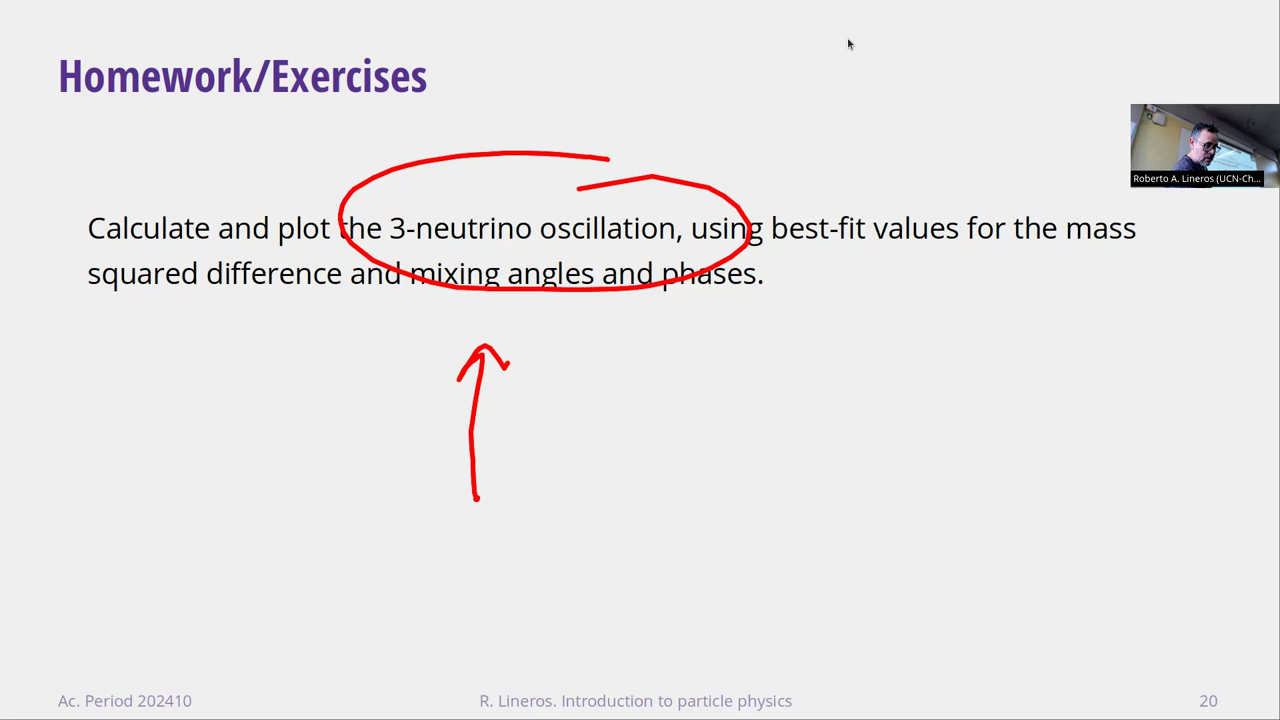 Homework/Exercises
Roberto A. Lineros (UCN-Ch...
Calculate and plot the 3-neutrino oscillation, using best-fit values for the mass
squared difference and mixing angles and phases.
Ac. Period 202410
R. Lineros. Introduction to particle physics
20